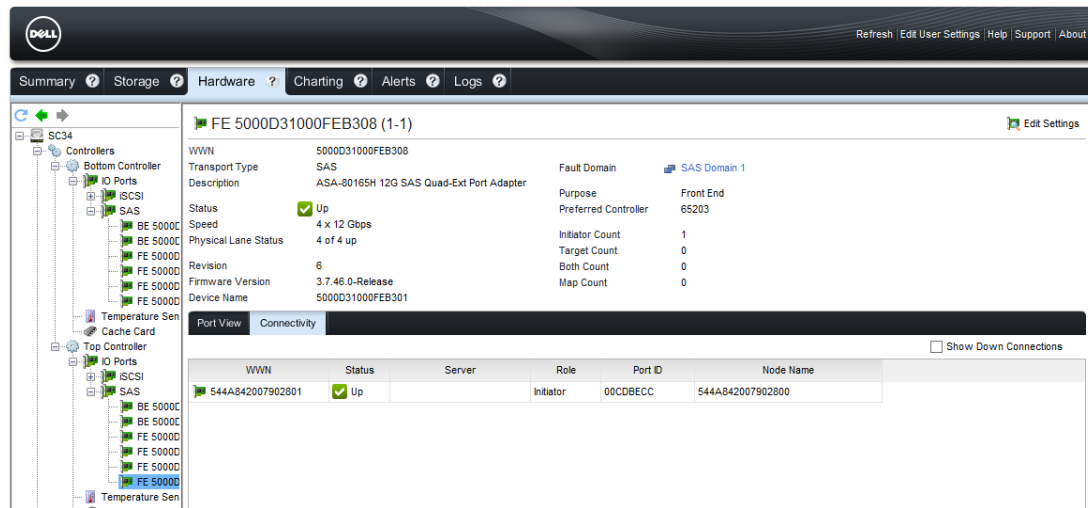 DELL
Refresh | Edit User Settings | Help | Support | About
Summary ? Storage ? Hardware ? Charting ? Alerts ? Logs ?
SC34
Controllers
Bottom Controller
IO Ports
iSCSI
SAS
BE 5000D
BE 5000D
FE 5000D
FE 5000D
FE 5000D
FE 5000D
Temperature Sen
Cache Card
Top Controller
IO Ports
iSCSI
SAS
BE 5000D
BE 5000D
FE 5000D
FE 5000D
FE 5000D
FE 5000D
Temperature Sen
FE 5000D31000FEB308 (1-1)
Edit Settings
WWN 5000D31000FEB308
Transport Type SAS
Description ASA-80165H 12G SAS Quad-Ext Port Adapter
Status Up
Speed 4 x 12 Gbps
Physical Lane Status 4 of 4 up
Revision 6
Firmware Version 3.7.46.0-Release
Device Name 5000D31000FEB301
Fault Domain SAS Domain 1
Purpose Front End
Preferred Controller 65203
Initiator Count 1
Target Count 0
Both Count 0
Map Count 0
Port View Connectivity
Show Down Connections
WWN Status Server Role Port ID Node Name
544A842007902801 Up Initiator 00CDBECC 544A842007902800